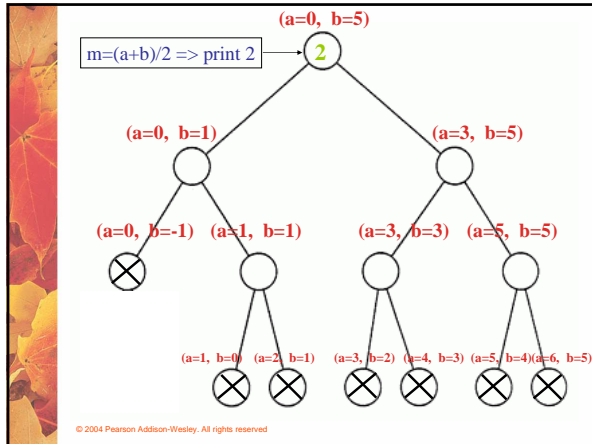 (a=0, b=5)
m=(a+b)/2 => print 2
2
(a=0, b=1)
(a=3, b=5)
(a=0, b=-1)
(a=1, b=1)
(a=3, b=3)
(a=5, b=5)
(a=1, b=0)
(a=2, b=1)
(a=3, b=2)
(a=4, b=3)
(a=5, b=4)
(a=6, b=5)
© 2004 Pearson Addison-Wesley. All rights reserved